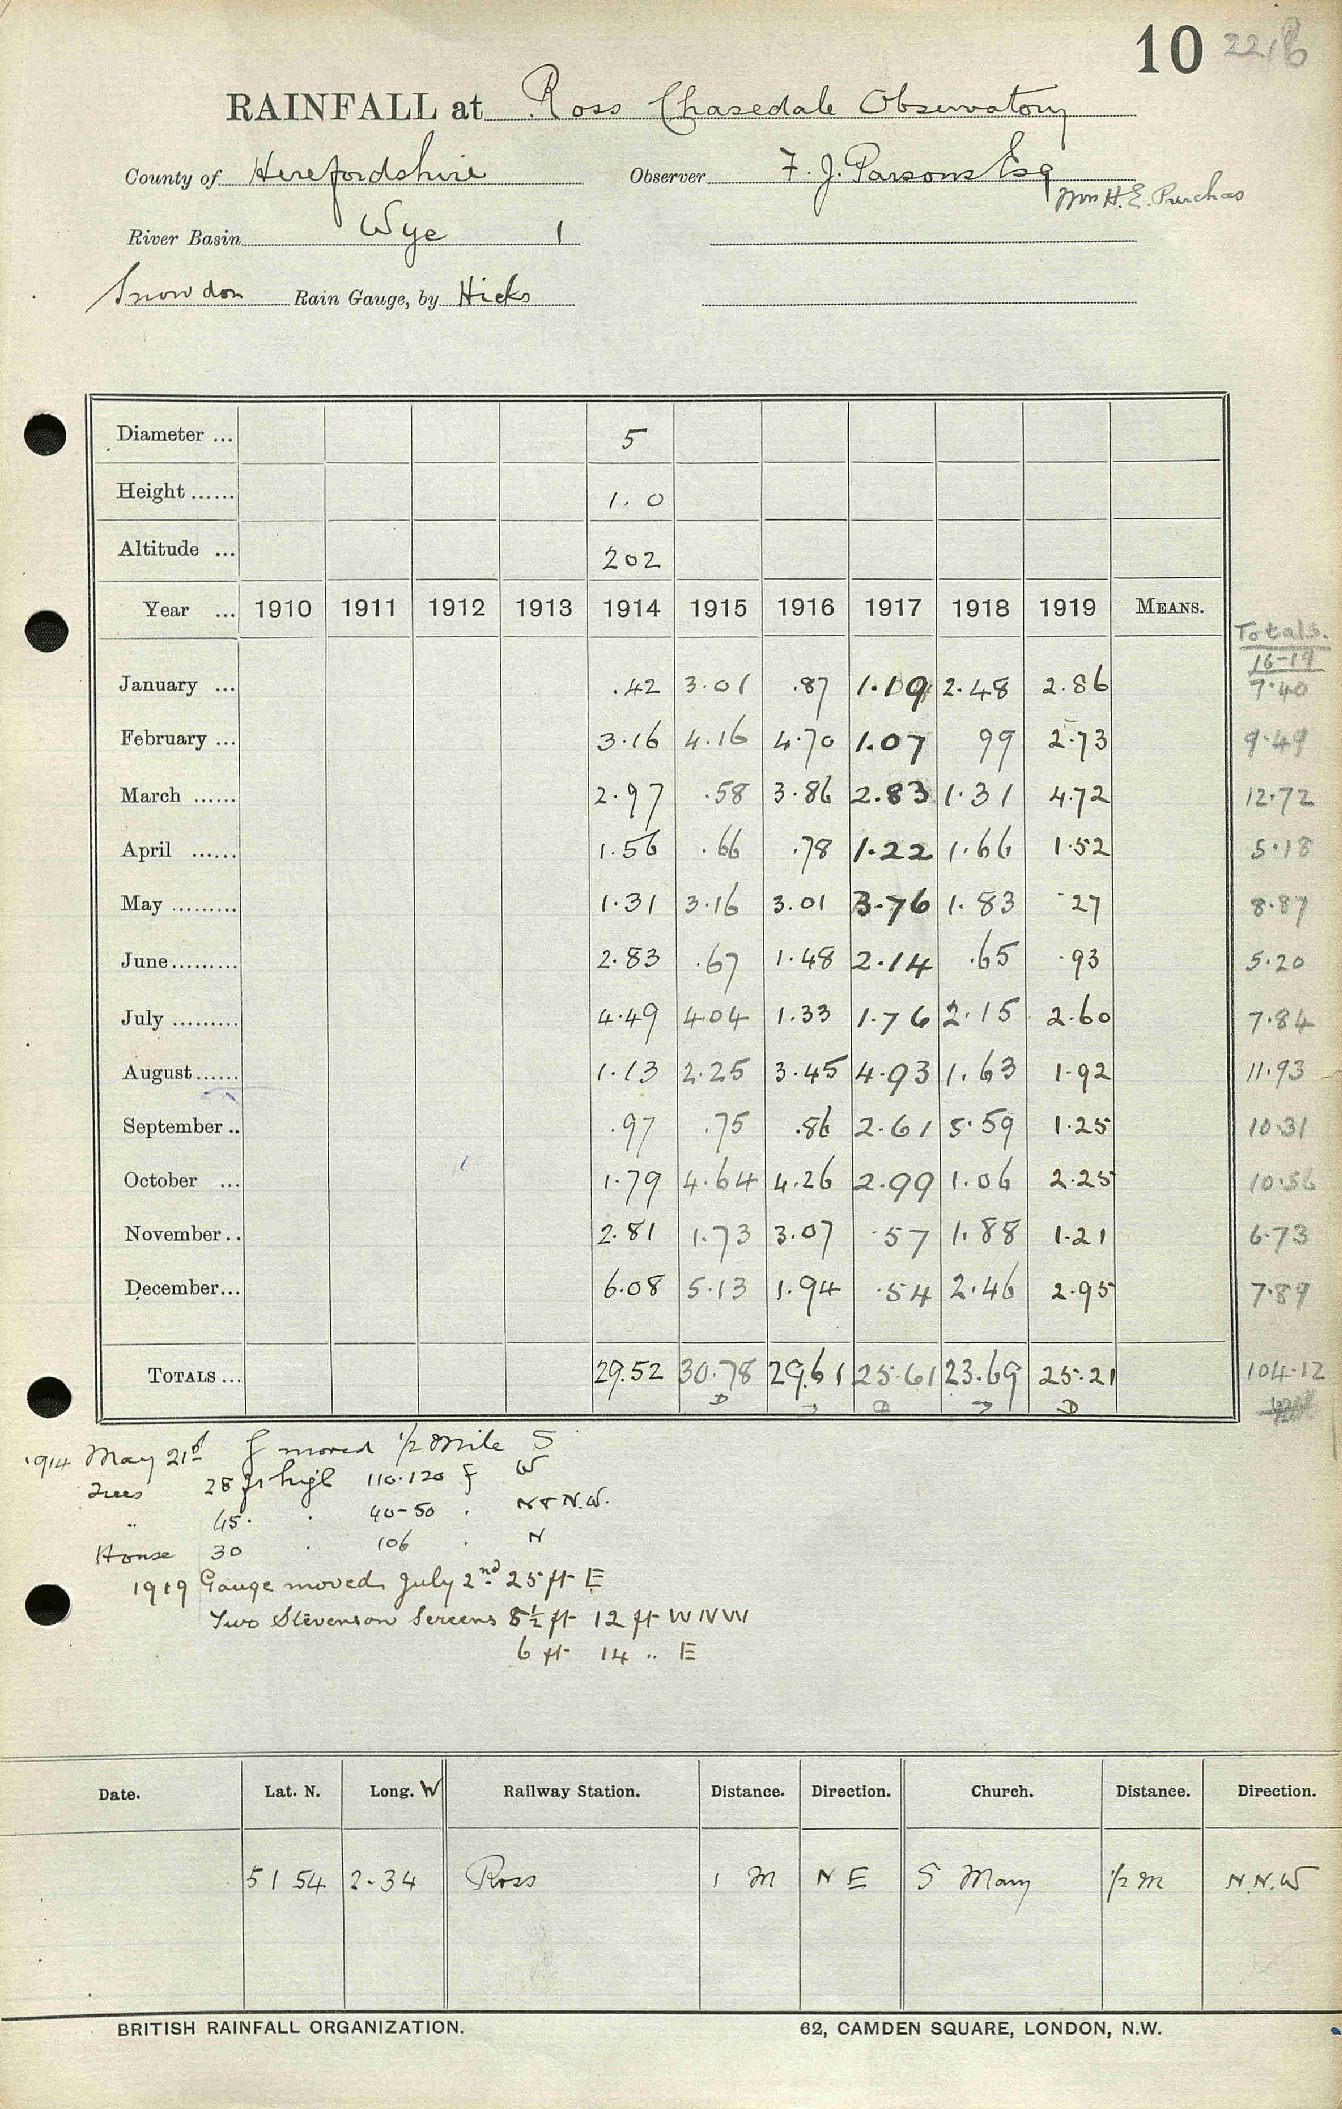 10 2216
RAINFALL at Ross Chasedale Observatory
County of Herefordshire Observer F. J. Parsons Esq
Mrs H. E. Purchas
River Basin Wye 1
Snowdon Rain Gauge, by Hicks
Diameter ... 5
Height ...... 1.0
Altitude ... 202
Year ... 1910 1911 1912 1913 1914 1915 1916 1917 1918 1919 MEANS. Totals. 16-19
January ... .42 3.01 .87 1.19 2.48 2.86 7.40
February ... 3.16 4.16 4.70 1.07 99 2.73 9.49
March ...... 2.97 .58 3.86 2.83 1.31 4.72 12.72
April ...... 1.56 .66 .78 1.22 1.66 1.52 5.18
May ......... 1.31 3.16 3.01 3.76 1.83 .27 8.87
June......... 2.83 .67 1.48 2.14 .65 .93 5.20
July ......... 4.49 4.04 1.33 1.76 2.15 2.60 7.84
August...... 1.13 2.25 3.45 4.93 1.63 1.92 11.93
September .. .97 .75 .86 2.61 5.59 1.25 10.31
October ... 1.79 4.64 4.26 2.99 1.06 2.25 10.56
November .. 2.81 1.73 3.07 .57 1.88 1.21 6.73
December... 6.08 5.13 1.94 .54 2.46 2.95 7.89
TOTALS ... 29.52 30.78 29.61 25.61 23.69 25.21 104.12
1914 May 21st g moved 1/2 Mile S
Trees 28 ft high 110-120 f W
" 45 . 40-50 . N & N.W.
House 30 . 106 . N
1919 Gauge moved July 2nd 25 ft E
Two Stevenson Screens 5½ ft 12 ft WNW
6 ft 14 " E
Date. Lat. N. Long. W Railway Station. Distance. Direction. Church. Distance. Direction.
51 54 2-34 Ross 1 M N E S Mary 1/2 M N.N.W
BRITISH RAINFALL ORGANIZATION. 62, CAMDEN SQUARE, LONDON, N.W.